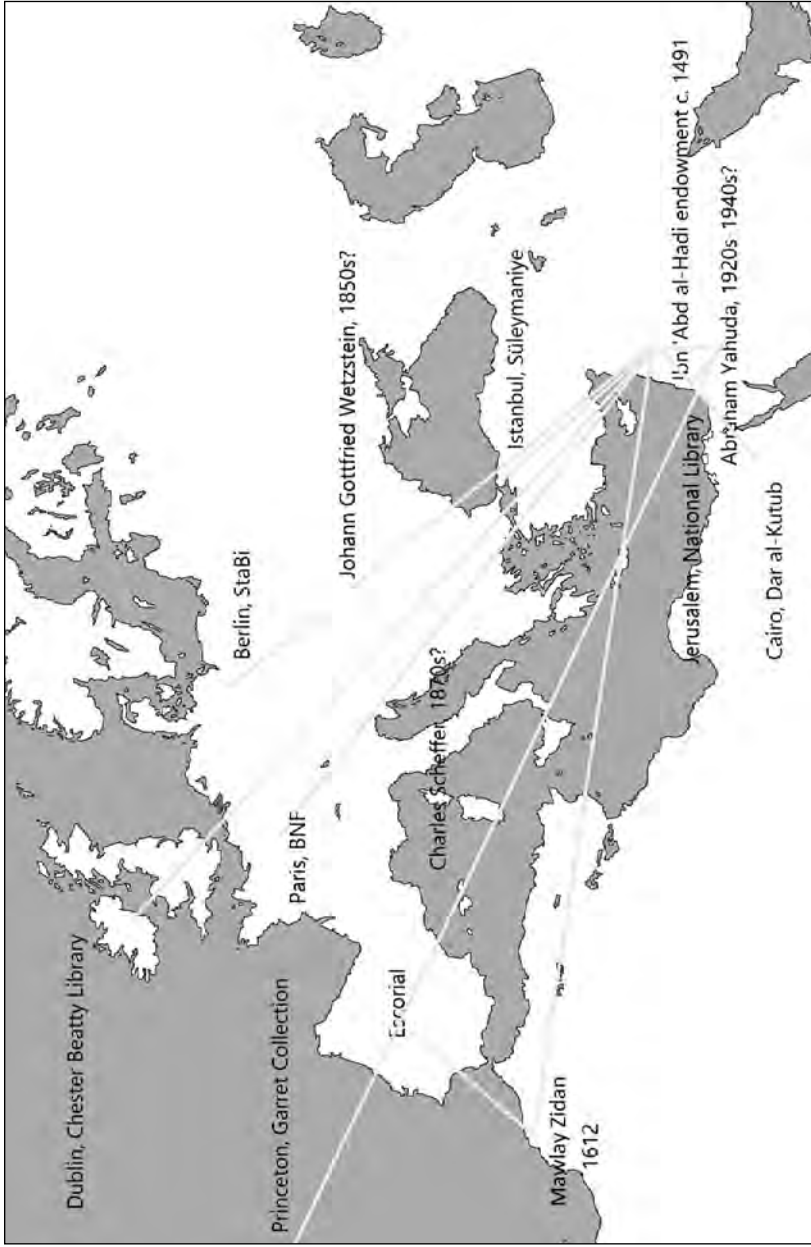 Dublin, Chester Beatty Library
Berlin, StaBi
Princeton, Garret Collection
Paris, BNF
Johann Gottfried Wetzstein, 1850s?
Escorial
Charles Scheffer, 1870s?
Istanbul, Süleymaniye
Mawlay Zidan
1612
Jerusalem, National Library
Ibn ʿAbd al-Hadi endowment c. 1491
Abraham Yahuda, 1920s–1940s?
Cairo, Dar al-Kutub